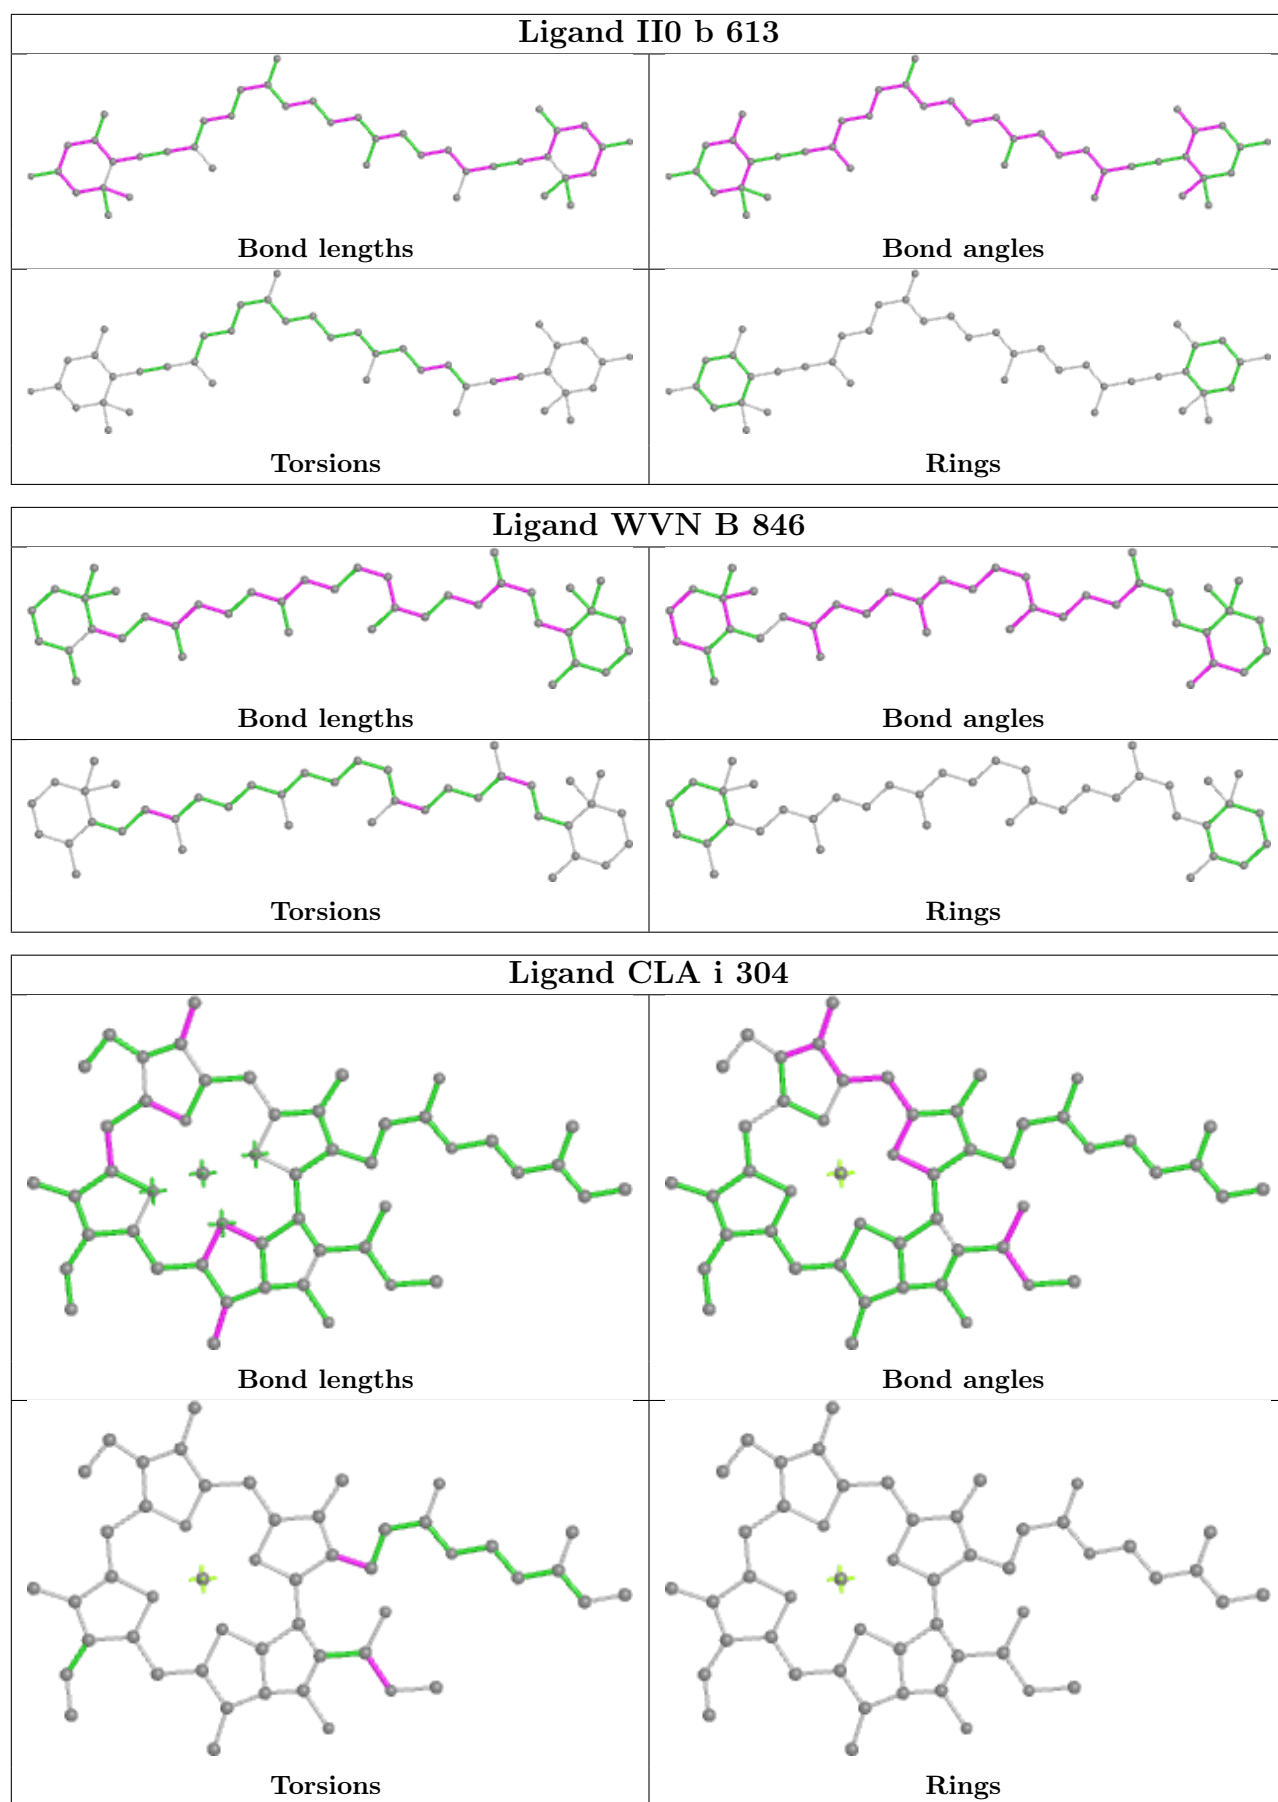 Ligand II0 b 613
Bond lengths
Bond angles
Torsions
Rings
Ligand WVN B 846
Bond lengths
Bond angles
Torsions
Rings
Ligand CLA i 304
Bond lengths
Bond angles
Torsions
Rings